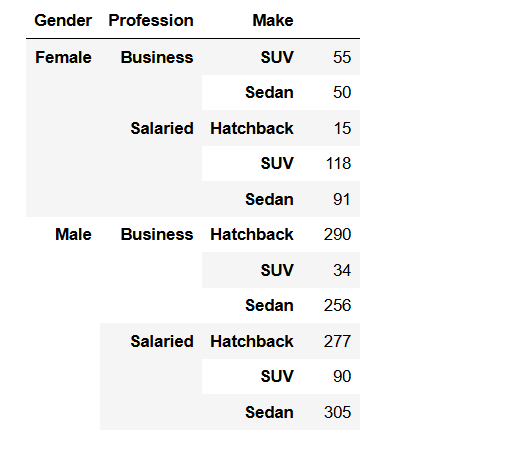 Gender Profession Make
Female Business SUV 55
Sedan 50
Salaried Hatchback 15
SUV 118
Sedan 91
Male Business Hatchback 290
SUV 34
Sedan 256
Salaried Hatchback 277
SUV 90
Sedan 305